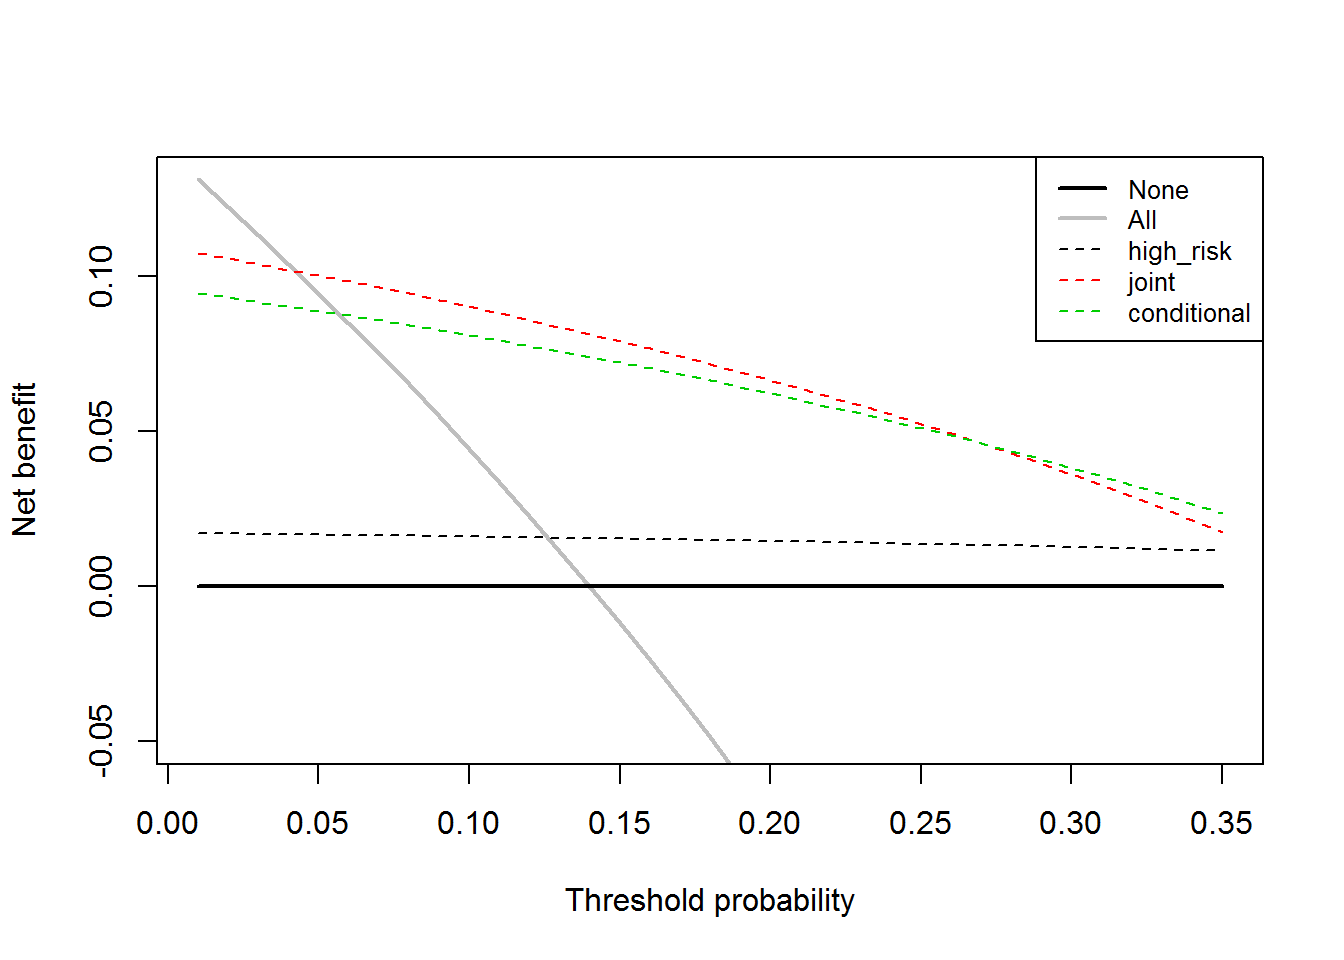 None
All
high_risk
joint
conditional
Net benefit
0.10
0.05
0.00
-0.05
0.00 0.05 0.10 0.15 0.20 0.25 0.30 0.35
Threshold probability